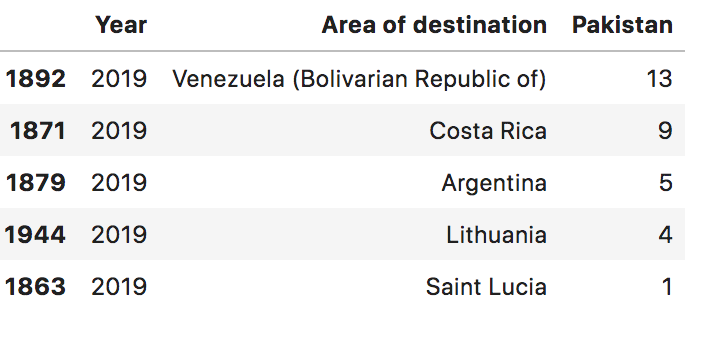 Year Area of destination Pakistan
1892 2019 Venezuela (Bolivarian Republic of) 13
1871 2019 Costa Rica 9
1879 2019 Argentina 5
1944 2019 Lithuania 4
1863 2019 Saint Lucia 1